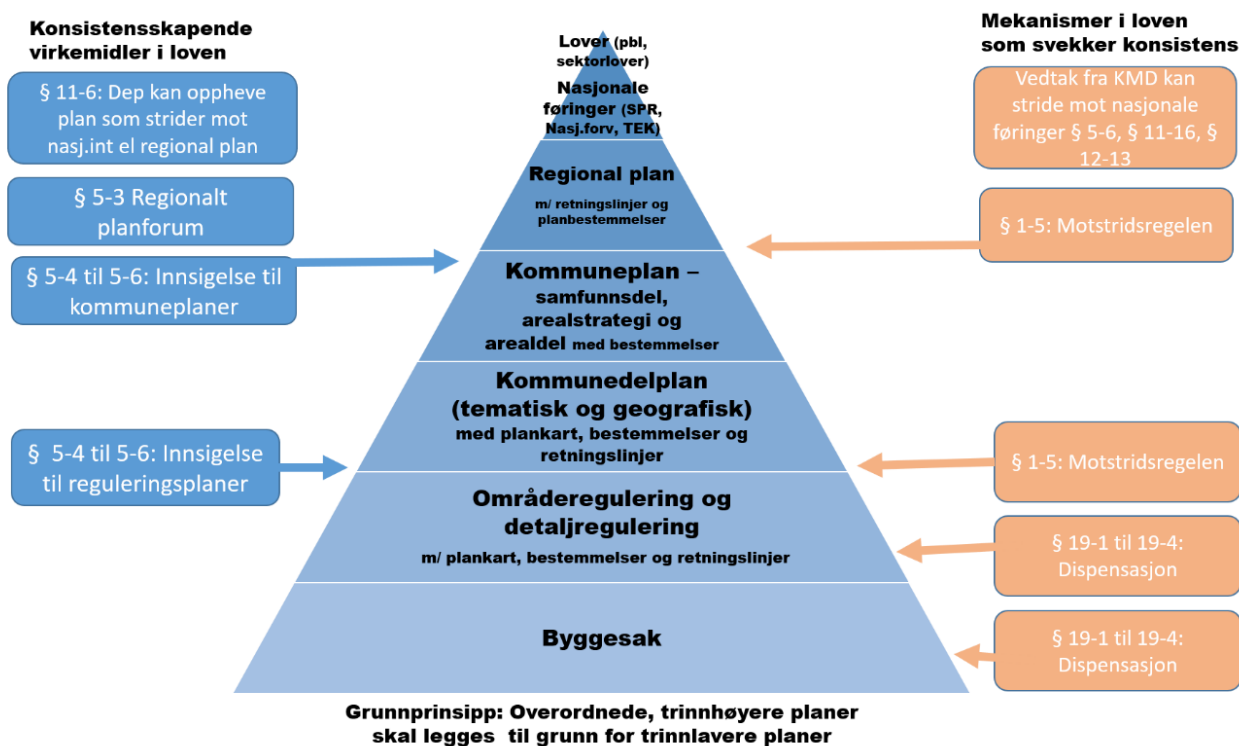 Konsistensskapende
virkemidler i loven
§ 11-6: Dep kan oppheve
plan som strider mot
nasj.int el regional plan
§ 5-3 Regionalt
planforum
§ 5-4 til 5-6: Innsigelse til
kommuneplaner
§ 5-4 til 5-6: Innsigelse
til reguleringsplaner
Lover (pbl,
sektorlover)
Nasjonale
føringer (SPR,
Nasj.forv, TEK)
Regional plan
m/ retningslinjer og
planbestemmelser
Kommuneplan –
samfunnsdel,
arealstrategi og
arealdel med bestemmelser
Kommunedelplan
(tematisk og geografisk)
med plankart, bestemmelser og
retningslinjer
Områderegulering og
detaljregulering
m/ plankart, bestemmelser og retningslinjer
Byggesak
Mekanismer i loven
som svekker konsistens
Vedtak fra KMD kan
stride mot nasjonale
føringer § 5-6, § 11-16, §
12-13
§ 1-5: Motstridsregelen
§ 1-5: Motstridsregelen
§ 19-1 til 19-4:
Dispensasjon
§ 19-1 til 19-4:
Dispensasjon
Grunnprinsipp: Overordnede, trinnhøyere planer
skal legges til grunn for trinnlavere planer